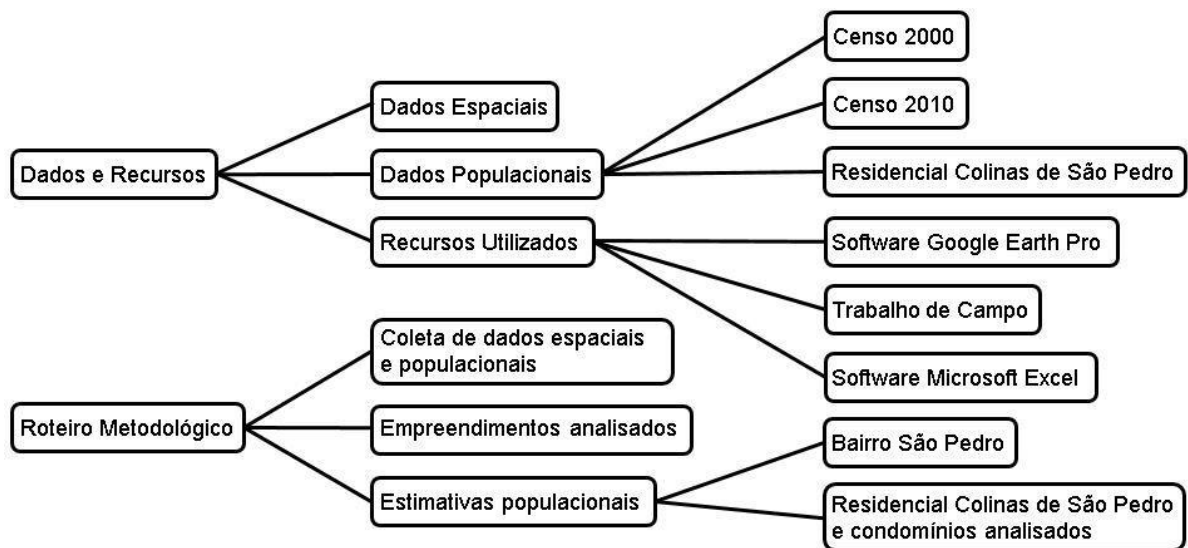 Dados e Recursos
Dados Espaciais
Dados Populacionais
Censo 2000
Censo 2010
Residencial Colinas de São Pedro
Recursos Utilizados
Software Google Earth Pro
Trabalho de Campo
Software Microsoft Excel
Roteiro Metodológico
Coleta de dados espaciais
e populacionais
Empreendimentos analisados
Estimativas populacionais
Bairro São Pedro
Residencial Colinas de São Pedro
e condomínios analisados